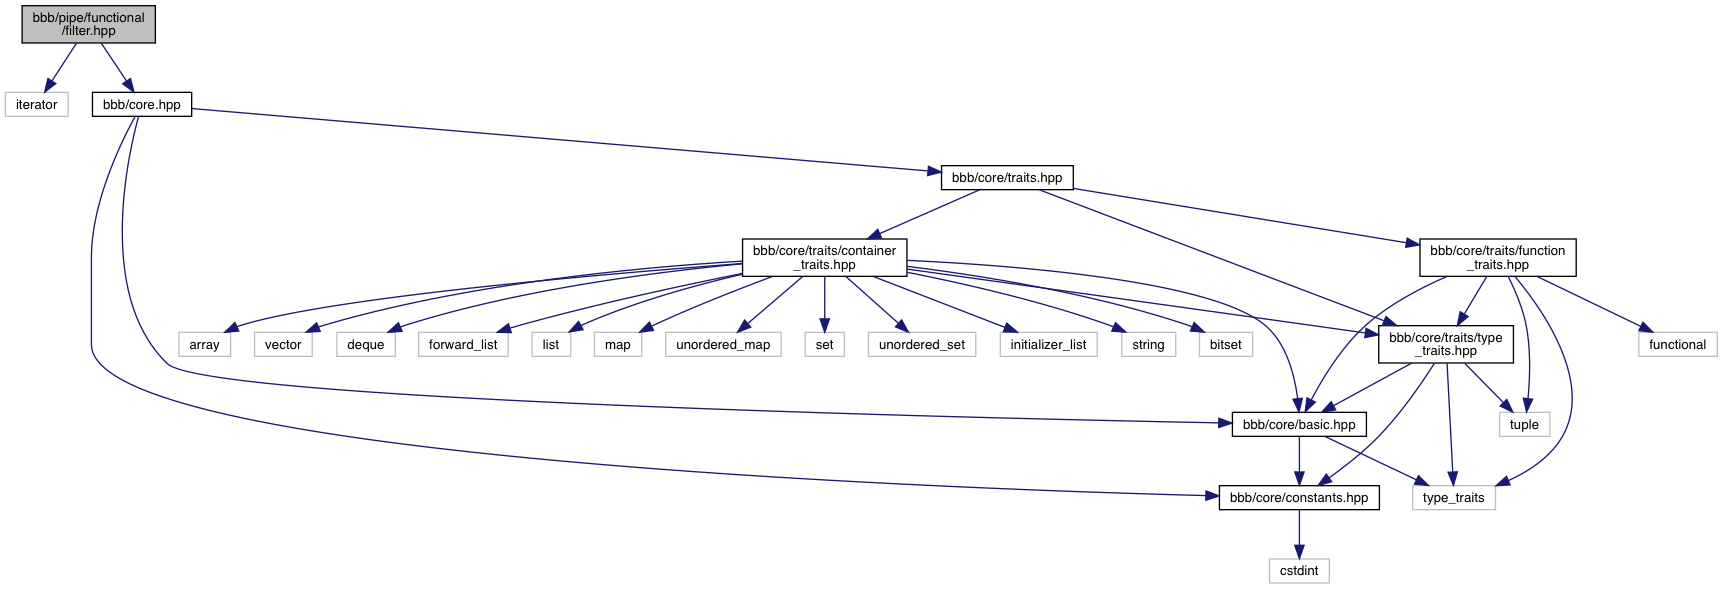 bbb/pipe/functional
/filter.hpp
iterator
bbb/core.hpp
bbb/core/traits.hpp
bbb/core/traits/container
_traits.hpp
bbb/core/traits/function
_traits.hpp
array
vector
deque
forward_list
list
map
unordered_map
set
unordered_set
initializer_list
string
bitset
bbb/core/traits/type
_traits.hpp
functional
bbb/core/basic.hpp
tuple
bbb/core/constants.hpp
type_traits
cstdint